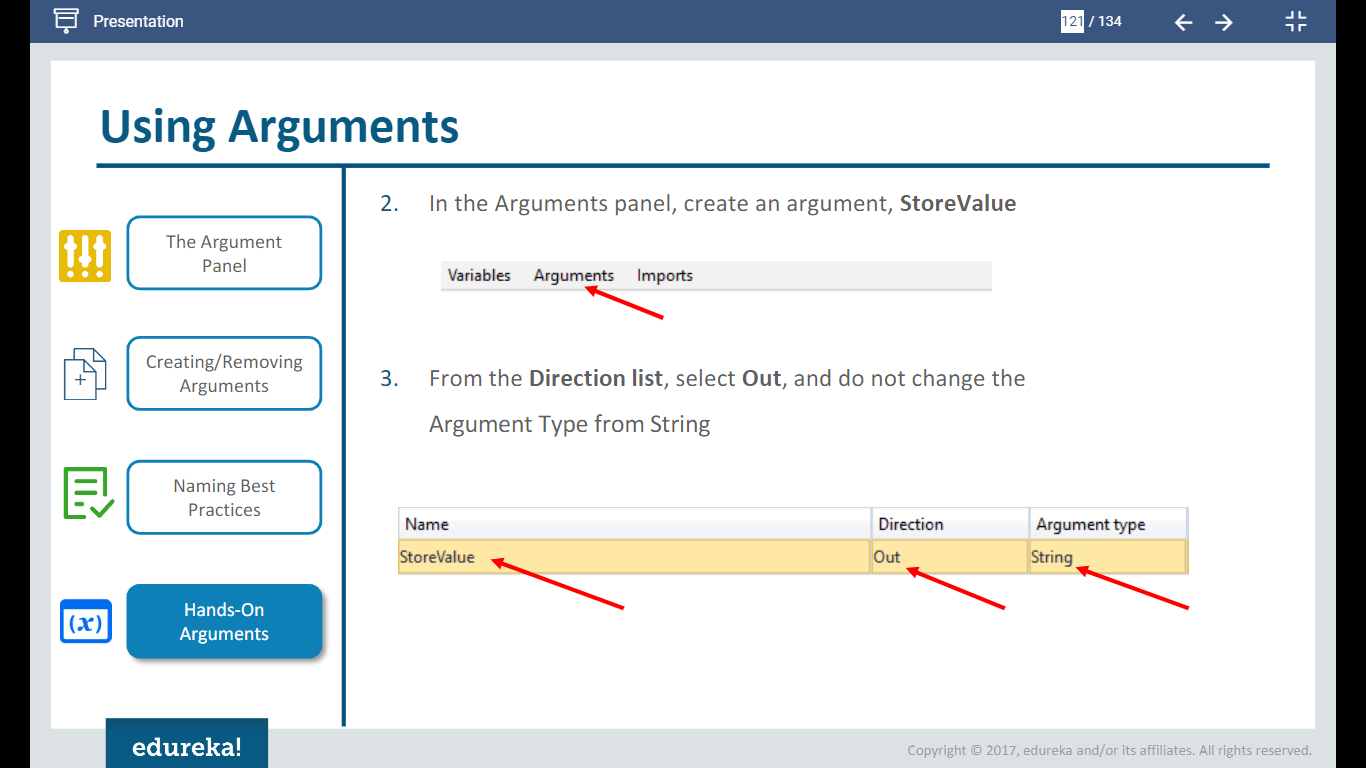 Presentation
121 / 134
Using Arguments
The Argument
Panel
Creating/Removing
Arguments
Naming Best
Practices
Hands-On
Arguments
2. In the Arguments panel, create an argument, StoreValue
Variables Arguments Imports
3. From the Direction list, select Out, and do not change the
Argument Type from String
Name Direction Argument type
StoreValue Out String
(x)
edureka!
Copyright © 2017, edureka and/or its affiliates. All rights reserved.